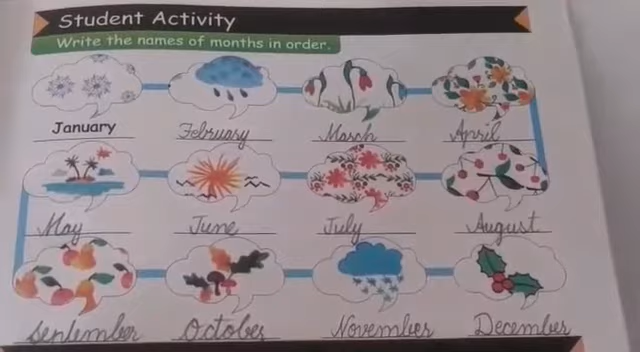 Student Activity
Write the names of months in order.
January February March April
May June July August
September October November December